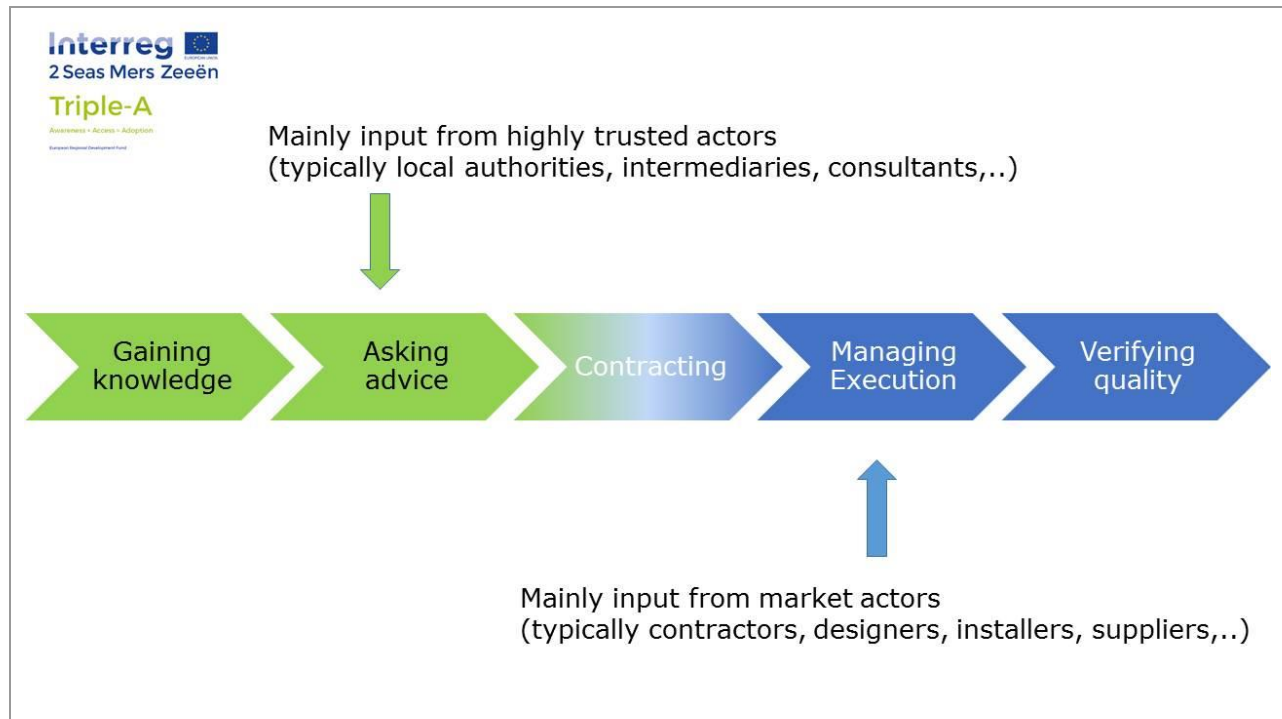 Interreg
EUROPEAN UNION
2 Seas Mers Zeeën
Triple-A
Awareness • Access • Adoption
European Regional Development Fund
Mainly input from highly trusted actors
(typically local authorities, intermediaries, consultants,..)
Gaining
knowledge
Asking
advice
Contracting
Managing
Execution
Verifying
quality
Mainly input from market actors
(typically contractors, designers, installers, suppliers,..)